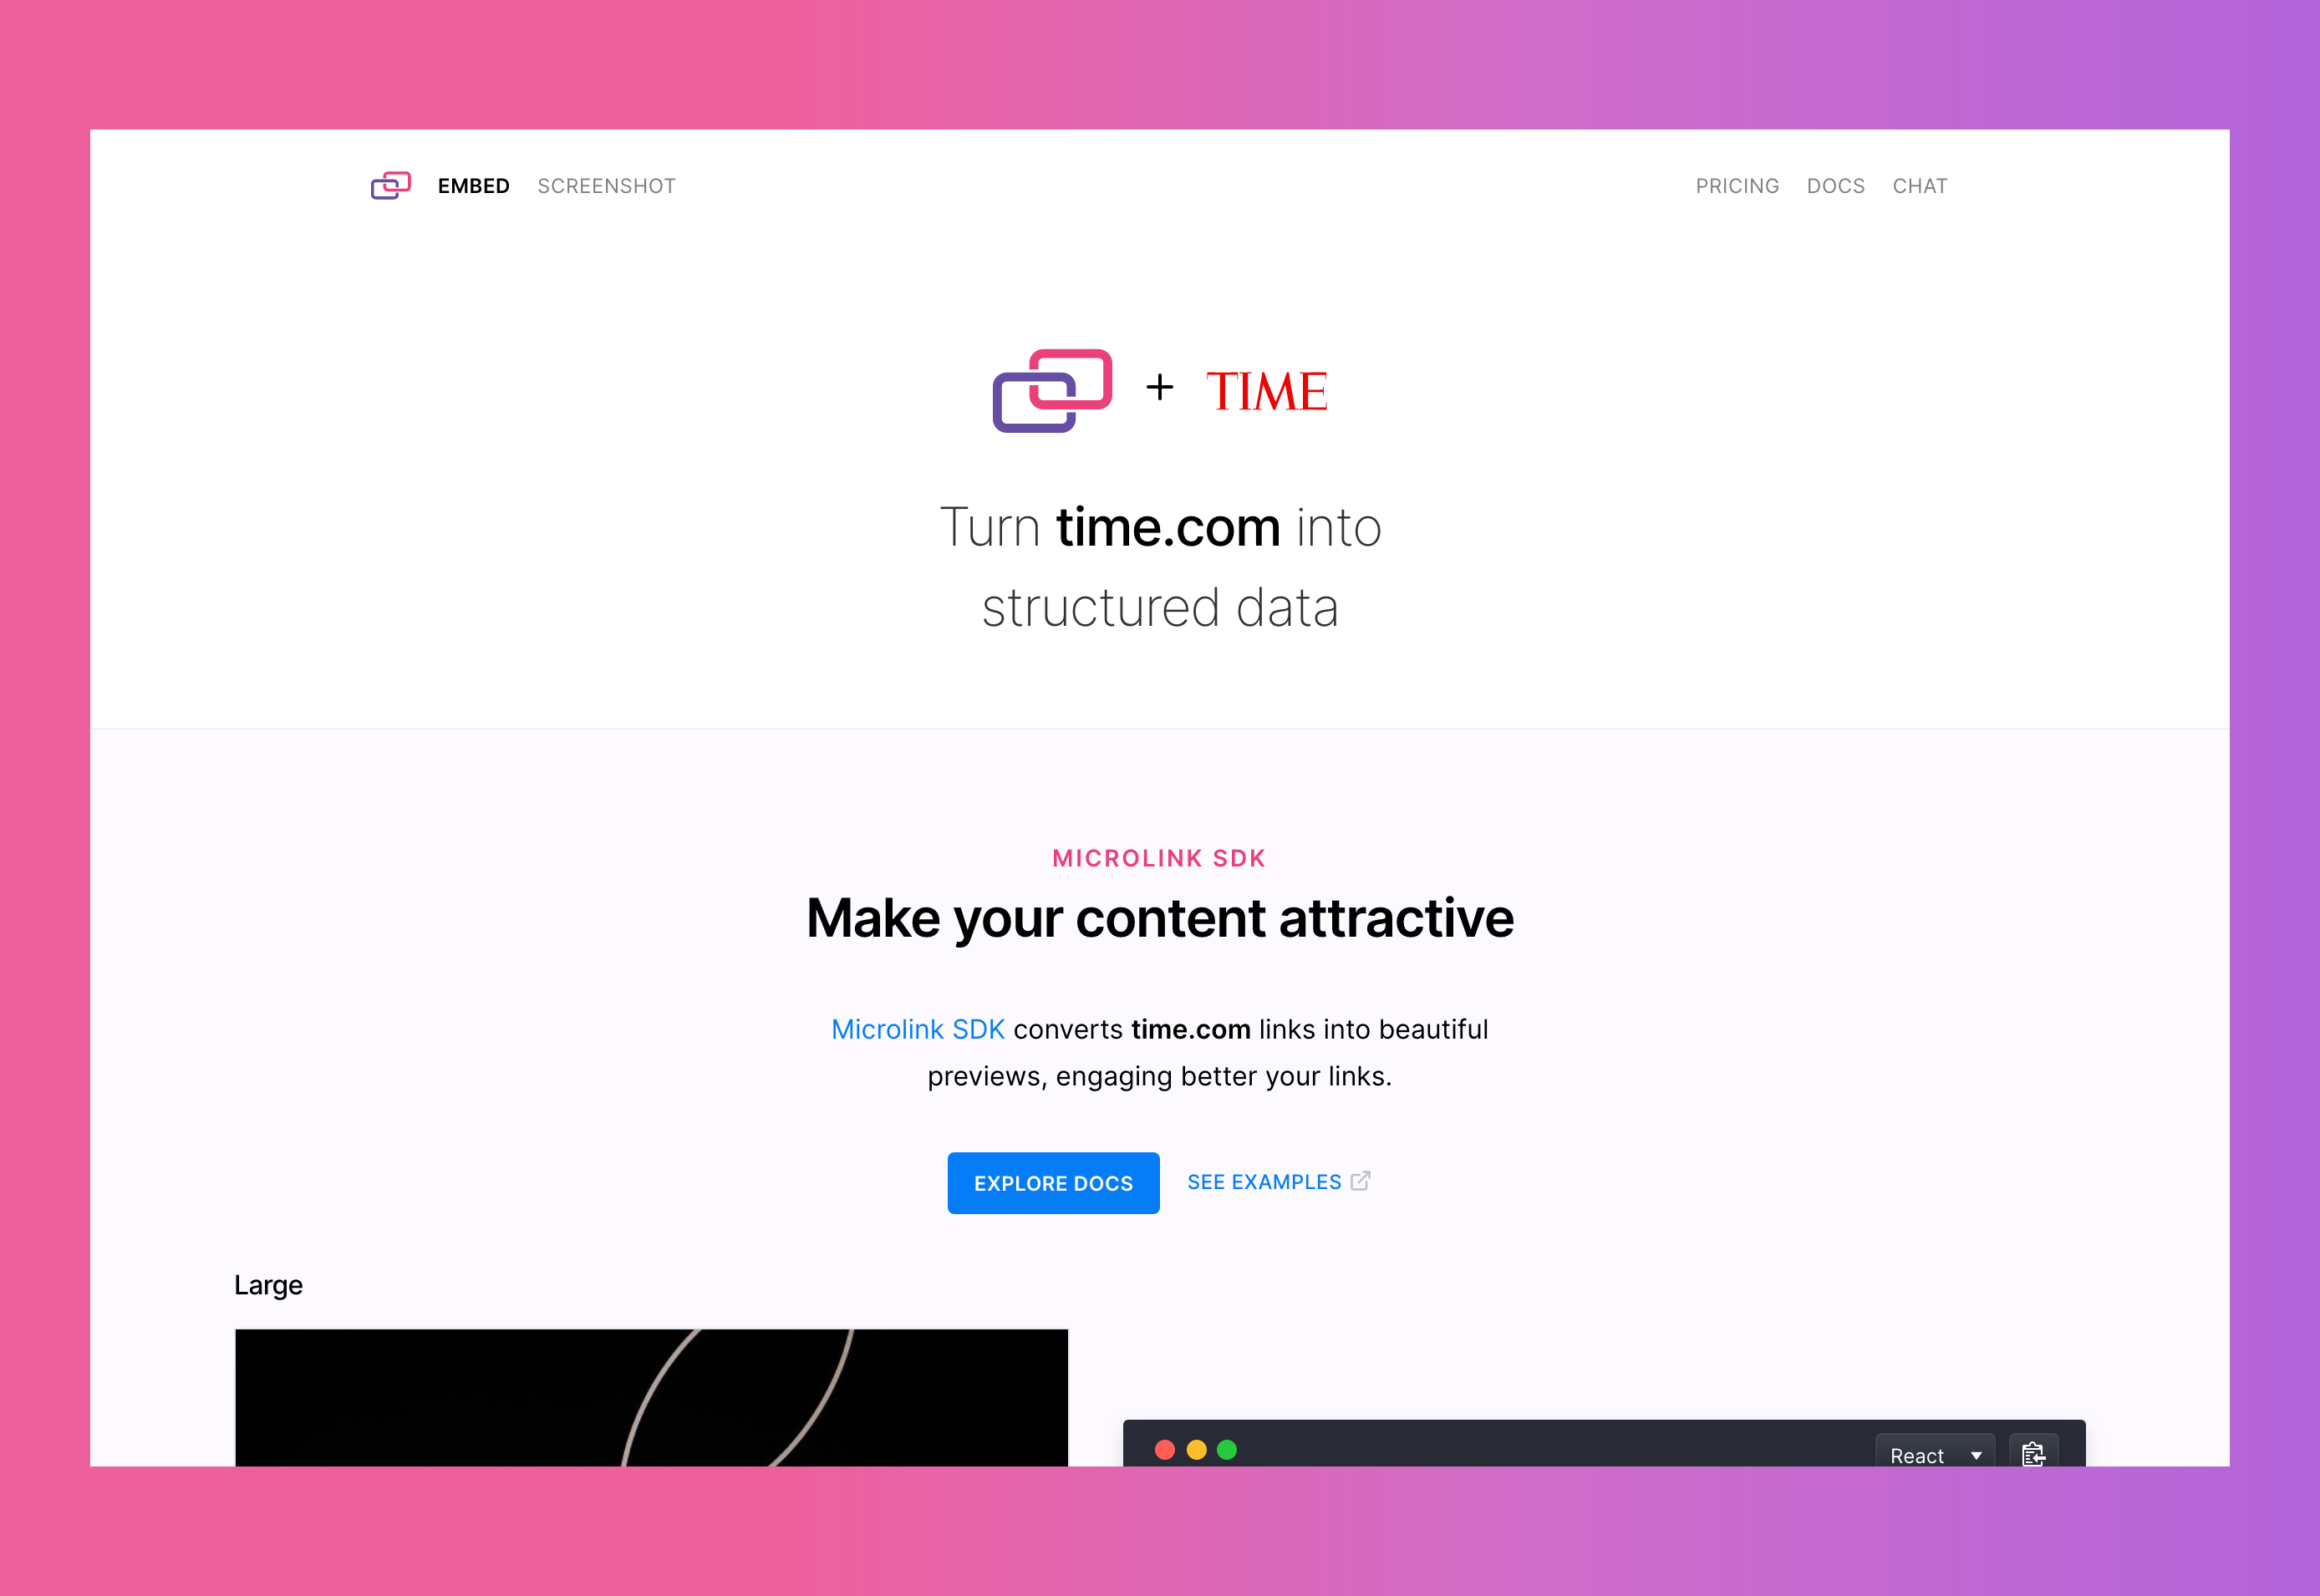 EMBED SCREENSHOT PRICING DOCS CHAT
+ TIME
Turn time.com into
structured data
MICROLINK SDK
Make your content attractive
Microlink SDK converts time.com links into beautiful
previews, engaging better your links.
EXPLORE DOCS SEE EXAMPLES
Large
React